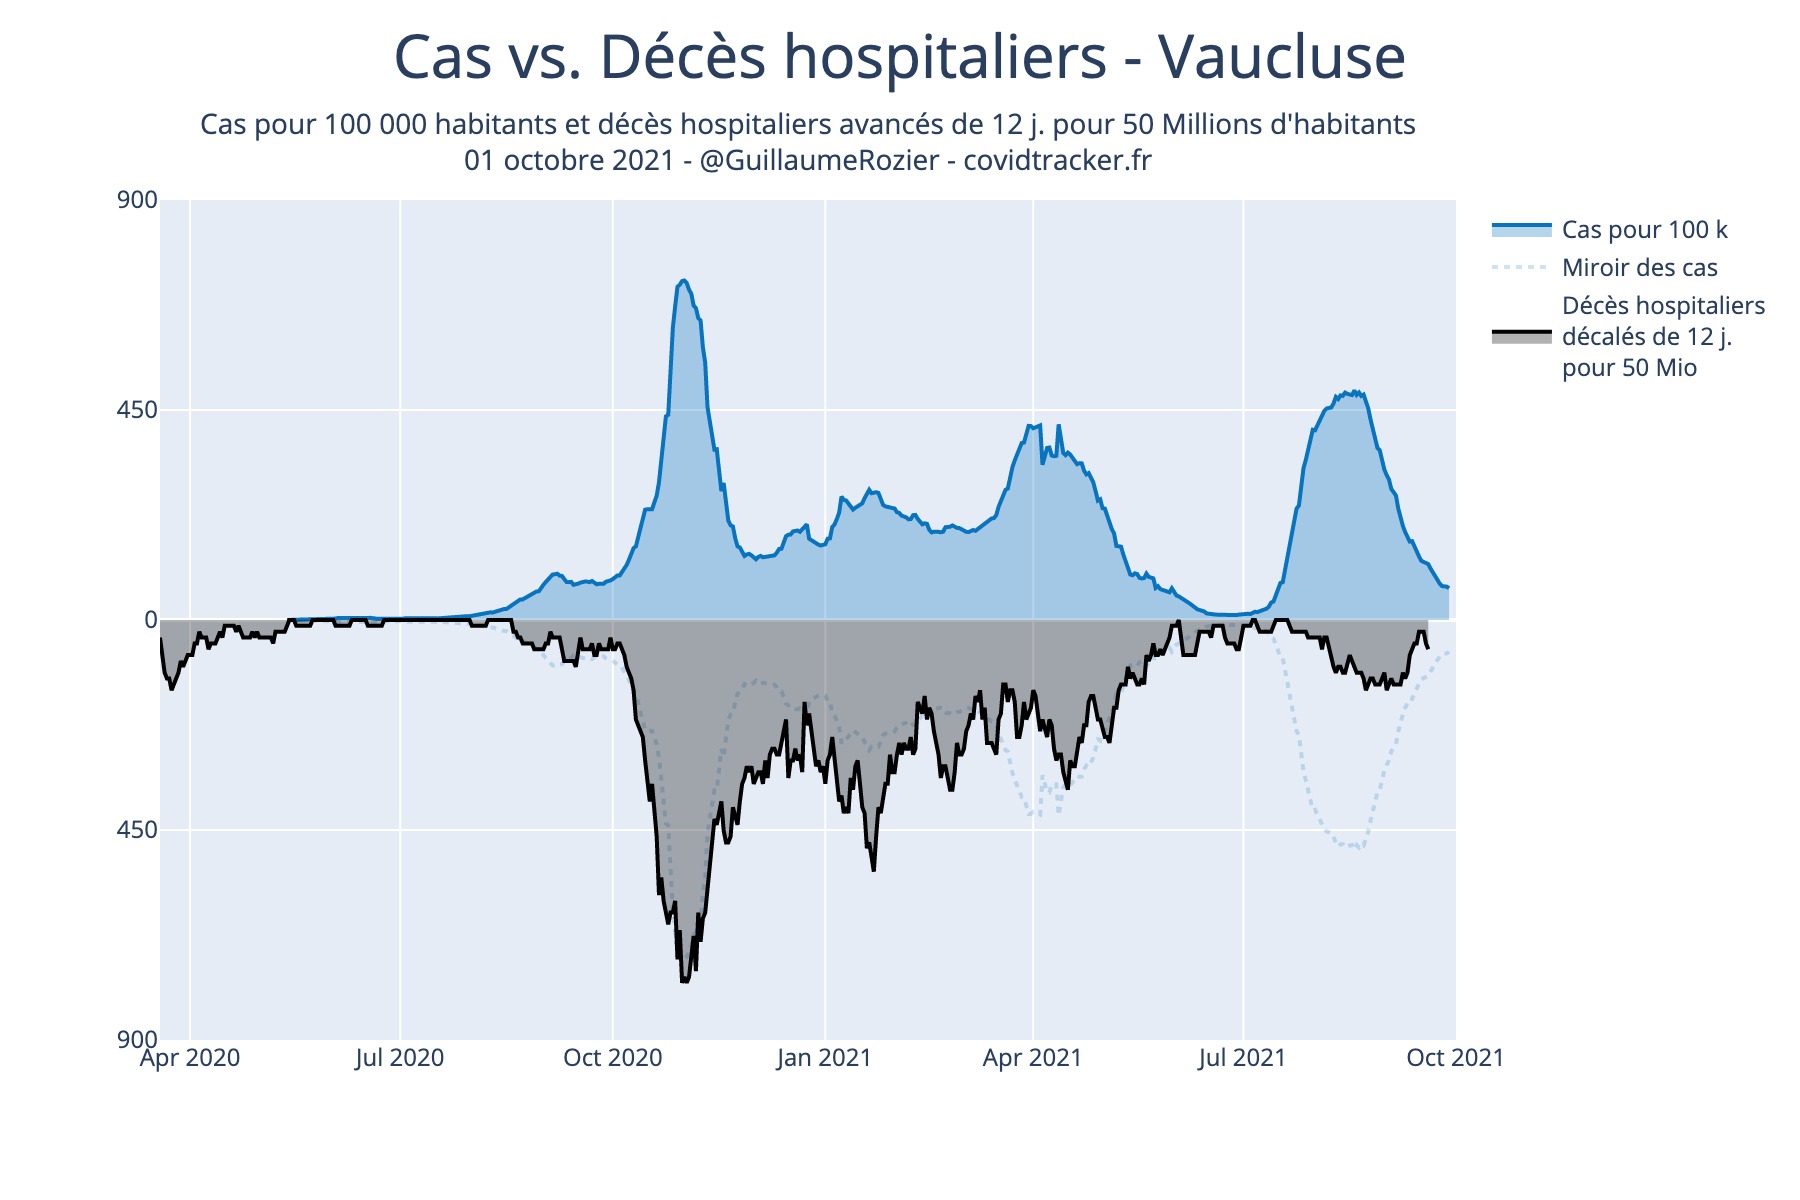 Cas vs. Décès hospitaliers - Vaucluse
Cas pour 100 000 habitants et décès hospitaliers avancés de 12 j. pour 50 Millions d'habitants
01 octobre 2021 - @GuillaumeRozier - covidtracker.fr
900
450
0
450
900
Apr 2020
Jul 2020
Oct 2020
Jan 2021
Apr 2021
Jul 2021
Oct 2021
Cas pour 100 k
Miroir des cas
Décès hospitaliers
décalés de 12 j.
pour 50 Mio